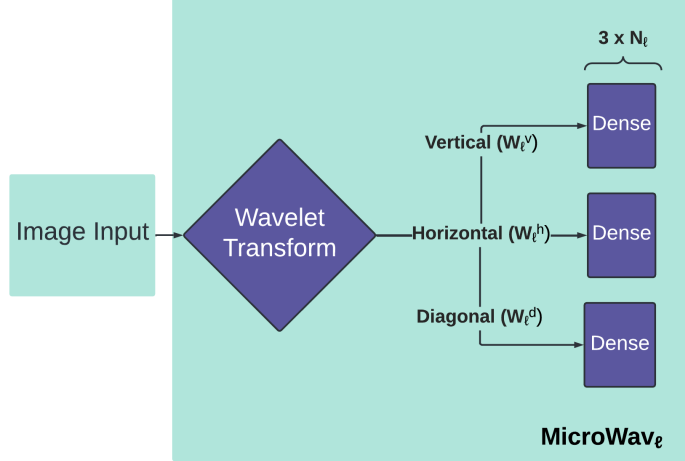 3 x Nℓ
Dense
Vertical (Wℓᵛ)
Image Input
Wavelet
Transform
Horizontal (Wℓʰ)
Dense
Diagonal (Wℓᵈ)
Dense
MicroWavℓ